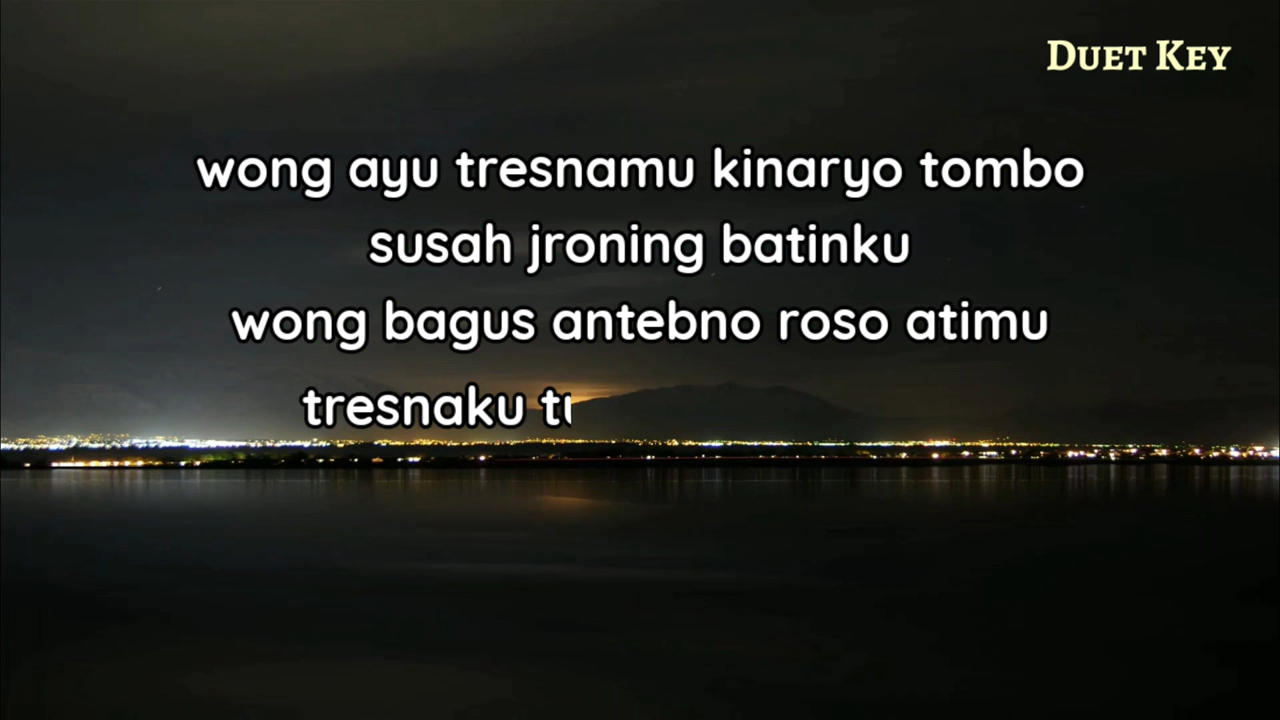 Duet Key
wong ayu tresnamu kinaryo tombo
susah jroning batinku
wong bagus antebno roso atimu
tresnaku